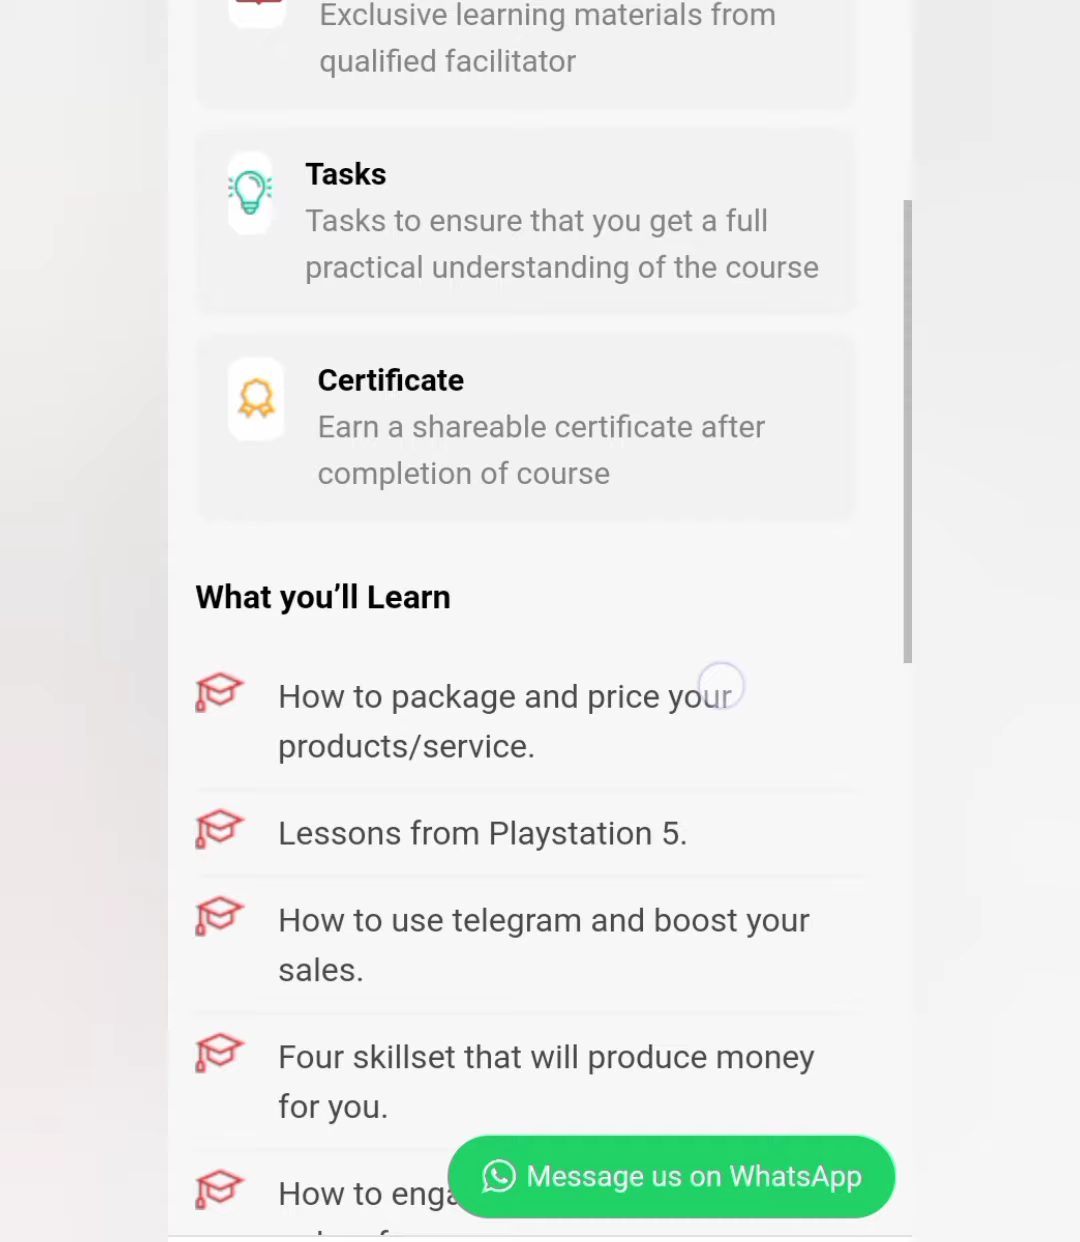 Exclusive learning materials from
qualified facilitator
Tasks
Tasks to ensure that you get a full
practical understanding of the course
Certificate
Earn a shareable certificate after
completion of course
What you’ll Learn
How to package and price your
products/service.
Lessons from Playstation 5.
How to use telegram and boost your
sales.
Four skillset that will produce money
for you.
How to
Message us on WhatsApp